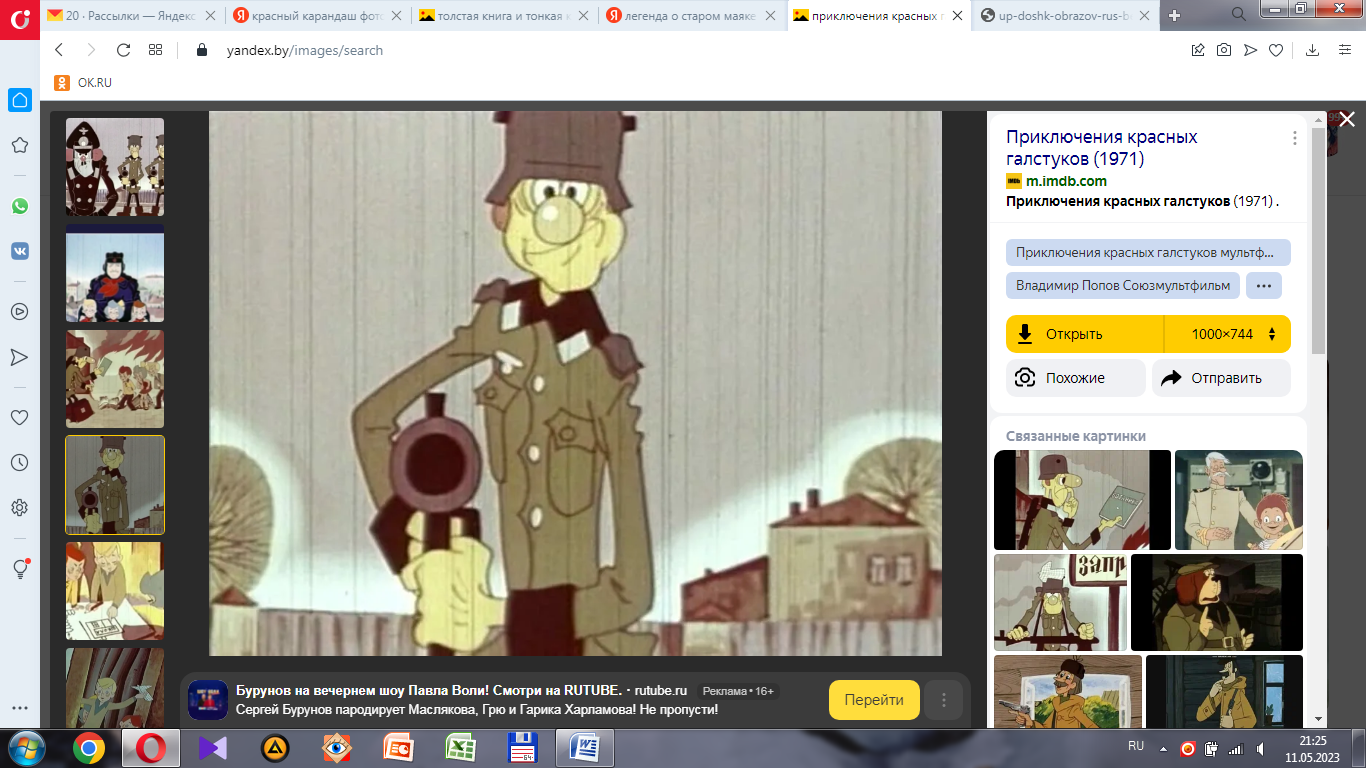 20 · Рассылки — Яндекс
красный карандаш фото
толстая книга и тонкая к
легенда о старом маяке
приключения красных г
up-doshk-obrazov-rus-b
yandex.by/images/search
OK.RU
Приключения красных
галстуков (1971)
IMDb m.imdb.com
Приключения красных галстуков (1971) .
Приключения красных галстуков мультф...
Владимир Попов Союзмультфильм
Открыть 1000×744
Похожие Отправить
Связанные картинки
Запр
Бурунов на вечернем шоу Павла Воли! Смотри на RUTUBE. · rutube.ru Реклама • 16+
Сергей Бурунов пародирует Маслякова, Грю и Гарика Харламова! Не пропусти!
Перейти
RU
21:25
11.05.2023